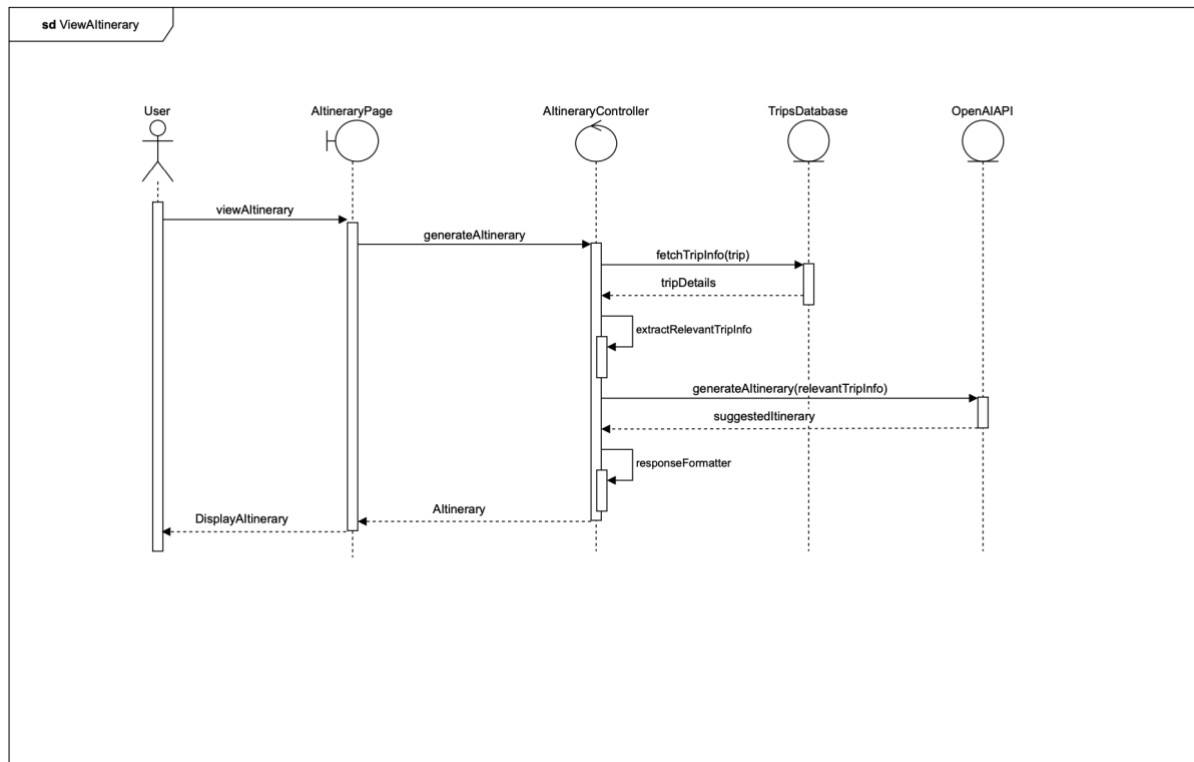 sd ViewAItinerary
User
AItineraryPage
AItineraryController
TripsDatabase
OpenAIAPI
viewAItinerary
generateAItinerary
fetchTripInfo(trip)
tripDetails
extractRelevantTripInfo
generateAItinerary(relevantTripInfo)
suggestedItinerary
responseFormatter
AItinerary
DisplayAItinerary